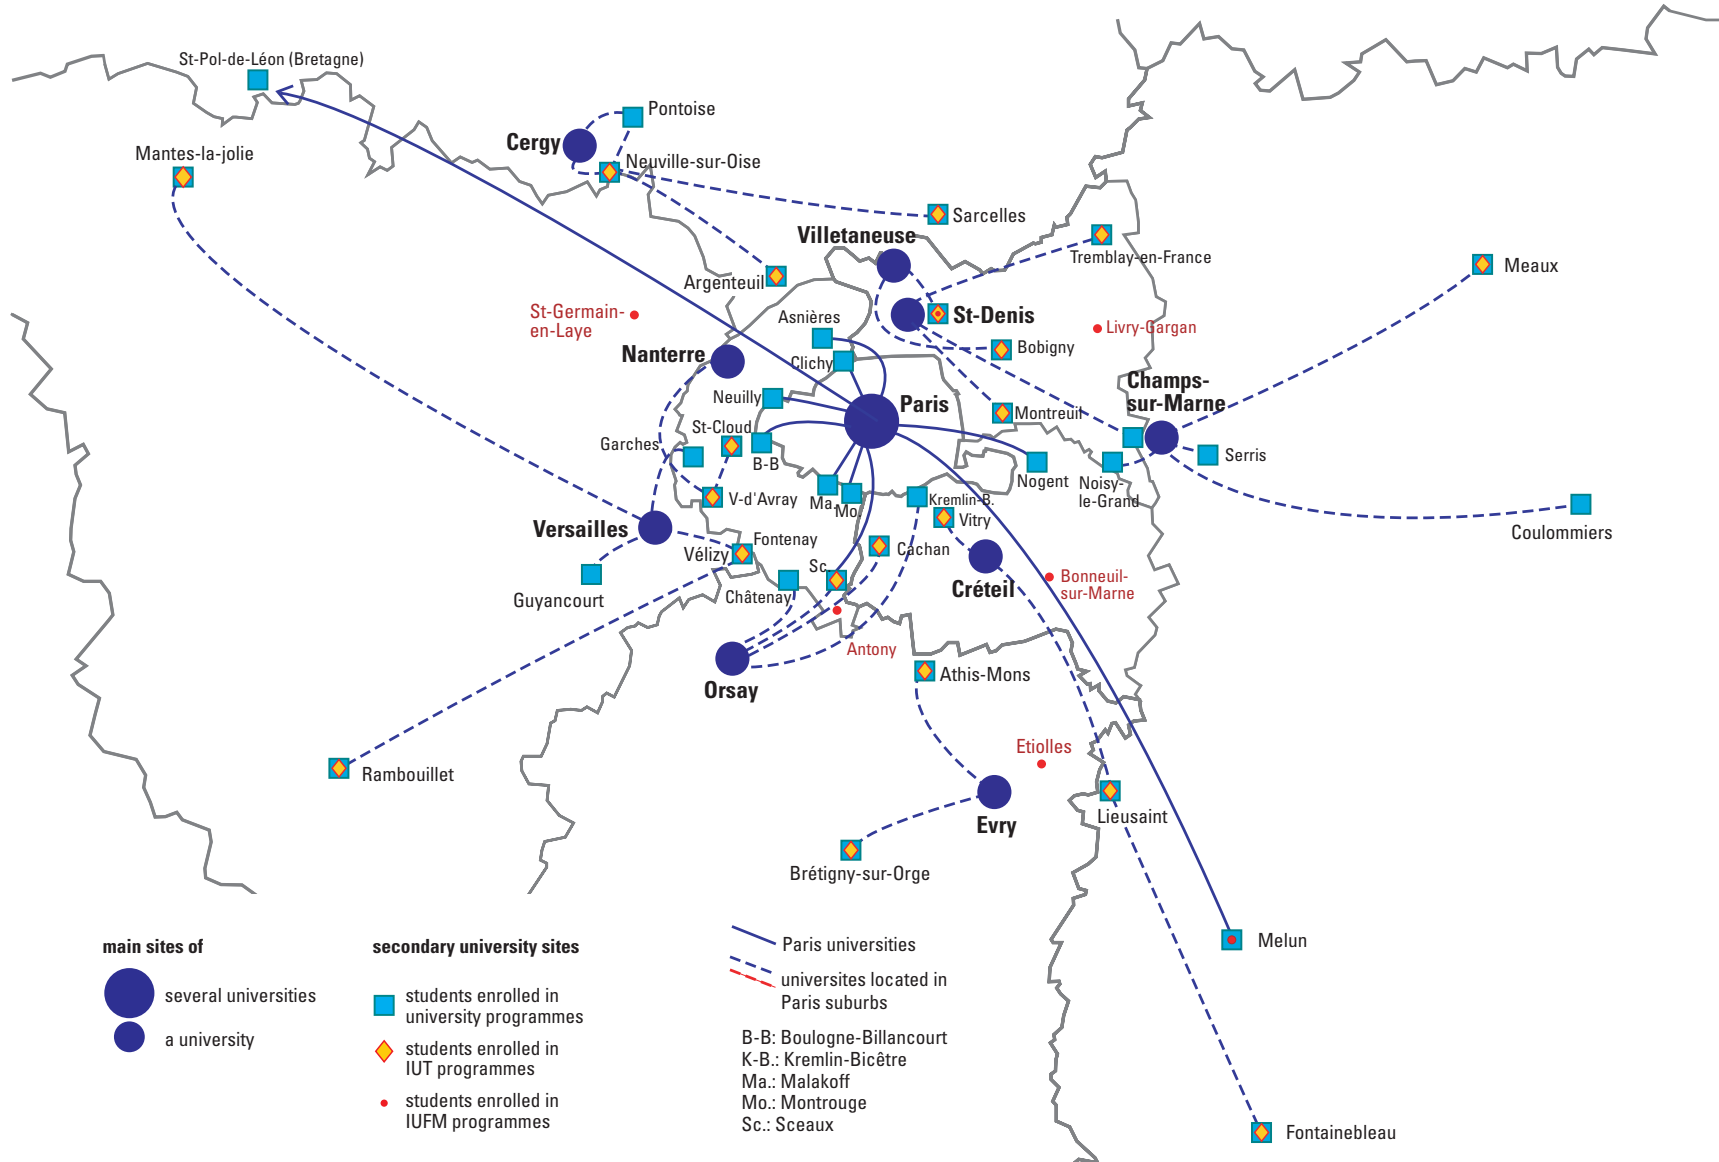 St-Pol-de-Léon (Bretagne)
Pontoise
Cergy
Mantes-la-jolie
Neuville-sur-Oise
Sarcelles
Villetaneuse
Tremblay-en-France
Meaux
Argenteuil
St-Germain-
en-Laye
Asnières
St-Denis
Livry-Gargan
Nanterre
Clichy
Bobigny
Champs-
sur-Marne
Neuilly
Paris
Montreuil
St-Cloud
Garches
B-B
Serris
Nogent
Noisy-
le-Grand
V-d'Avray
Ma.
Mo.
Kremlin-B.
Vitry
Coulommiers
Versailles
Fontenay
Vélizy
Cachan
Sc.
Créteil
Bonneuil-
sur-Marne
Guyancourt
Châtenay
Antony
Orsay
Athis-Mons
Etiolles
Rambouillet
Lieusaint
Evry
Brétigny-sur-Orge
Melun
Fontainebleau
main sites of
several universities
a university
secondary university sites
students enrolled in
university programmes
students enrolled in
IUT programmes
students enrolled in
IUFM programmes
Paris universities
universites located in
Paris suburbs
B-B: Boulogne-Billancourt
K-B.: Kremlin-Bicêtre
Ma.: Malakoff
Mo.: Montrouge
Sc.: Sceaux